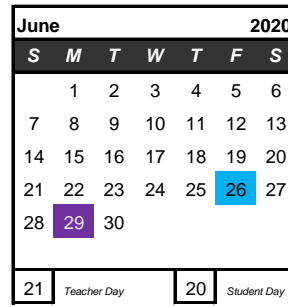 June 2020
S M T W T F S
1 2 3 4 5 6
7 8 9 10 11 12 13
14 15 16 17 18 19 20
21 22 23 24 25 26 27
28 29 30
21 Teacher Day 20 Student Day